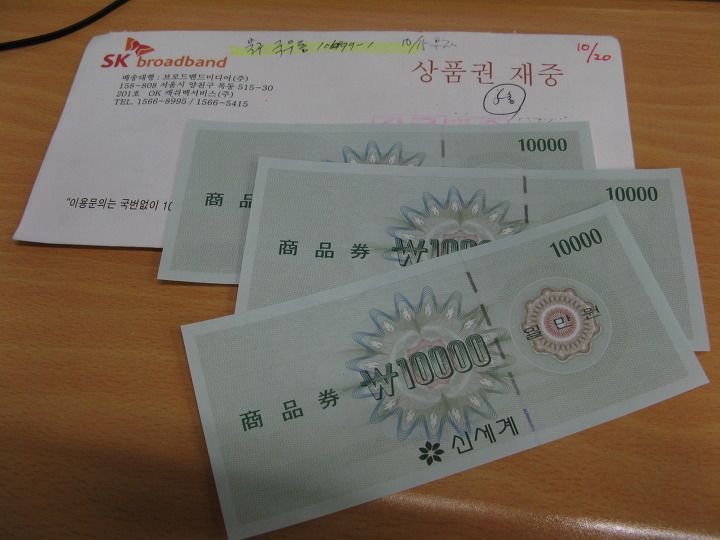 10/15
10/20
SK broadband
상품권 재중
배송대행 : 브로드밴드미디어(주)
158-808 서울시 양천구 목동 515-30
201호 OK 캐쉬백서비스(주)
TEL. 1566-8995 / 1566-5415
"이용문의는 국번없이 10
10000
商品
10000
商品券 ₩1000
10000
일만원
商品券 ₩10000
신세계